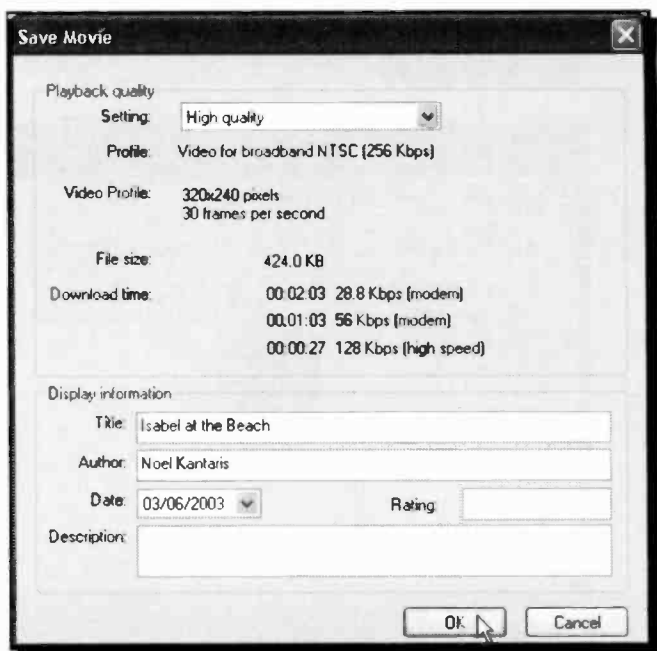 Save Movie
Playback quality
Setting: High quality
Profile: Video for broadband NTSC (256 Kbps)
Video Profile: 320x240 pixels
30 frames per second
File size: 424.0 KB
Download time: 00:02:03 28.8 Kbps (modem)
00:01:03 56 Kbps (modem)
00:00:27 128 Kbps (high speed)
Display information
Title: Isabel at the Beach
Author: Noel Kantaris
Date: 03/06/2003 Rating:
Description:
OK Cancel